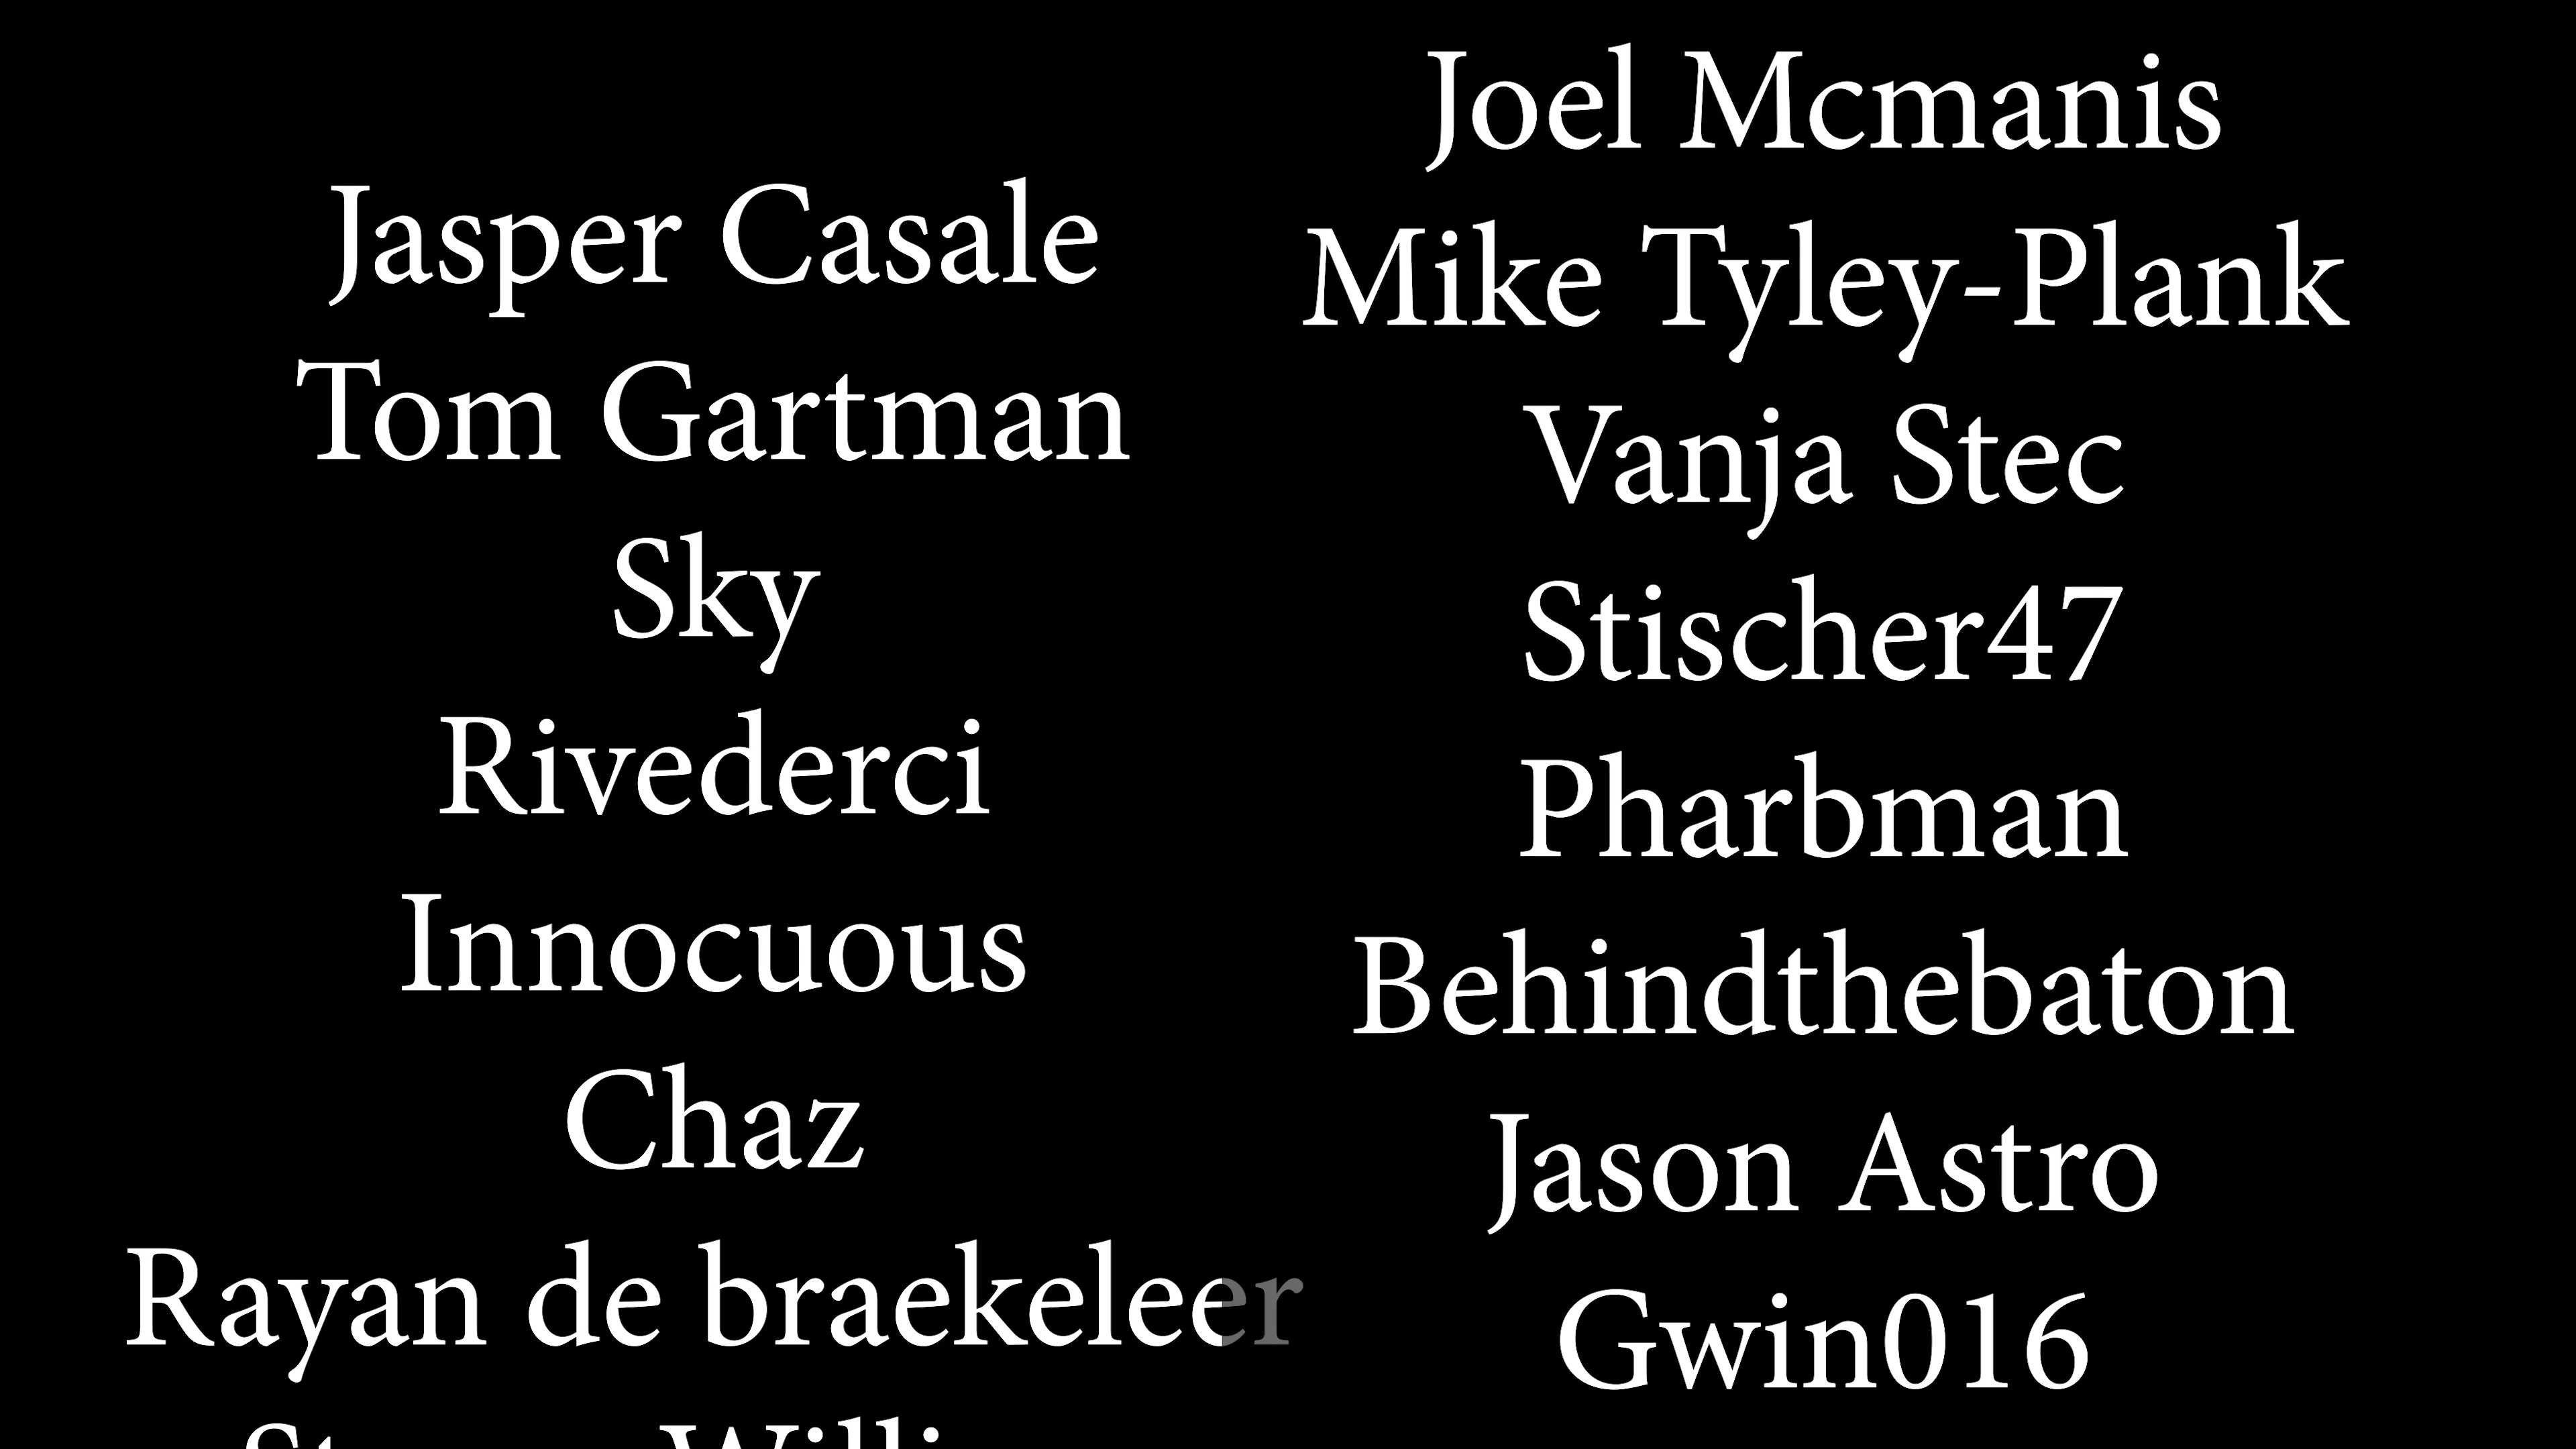 Jasper Casale
Tom Gartman
Sky
Rivederci
Innocuous
Chaz
Rayan de braekeleer
Joel Mcmanis
Mike Tyley-Plank
Vanja Stec
Stischer47
Pharbman
Behindthebaton
Jason Astro
Gwin016